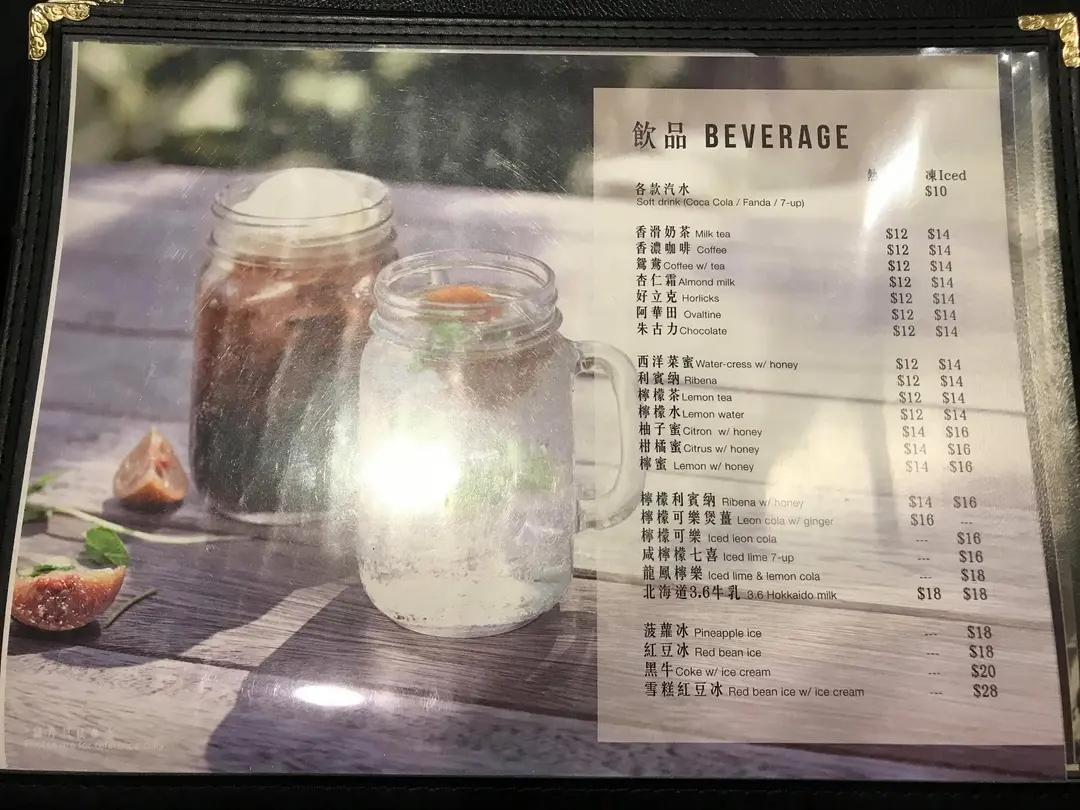 飲品 BEVERAGE
熱 凍Iced
各款汽水 $10
Soft drink (Coca Cola / Fanda / 7-up)
香滑奶茶 Milk tea $12 $14
香濃咖啡 Coffee $12 $14
鴛鴦 Coffee w/ tea $12 $14
杏仁霜 Almond milk $12 $14
好立克 Horlicks $12 $14
阿華田 Ovaltine $12 $14
朱古力 Chocolate $12 $14
西洋菜蜜 Water-cress w/ honey $12 $14
利賓納 Ribena $12 $14
檸檬茶 Lemon tea $12 $14
檸檬水 Lemon water $12 $14
柚子蜜 Citron w/ honey $14 $16
柑橘蜜 Citrus w/ honey $14 $16
檸蜜 Lemon w/ honey $14 $16
檸檬利賓納 Ribena w/ honey $14 $16
檸檬可樂煲薑 Leon cola w/ ginger $16 ---
檸檬可樂 Iced leon cola --- $16
咸檸檬七喜 Iced lime 7-up --- $16
龍鳳檸樂 Iced lime & lemon cola --- $18
北海道3.6牛乳 3.6 Hokkaido milk $18 $18
菠蘿冰 Pineapple ice --- $18
紅豆冰 Red bean ice --- $18
黑牛 Coke w/ ice cream --- $20
雪糕紅豆冰 Red bean ice w/ ice cream --- $28
are for reference only